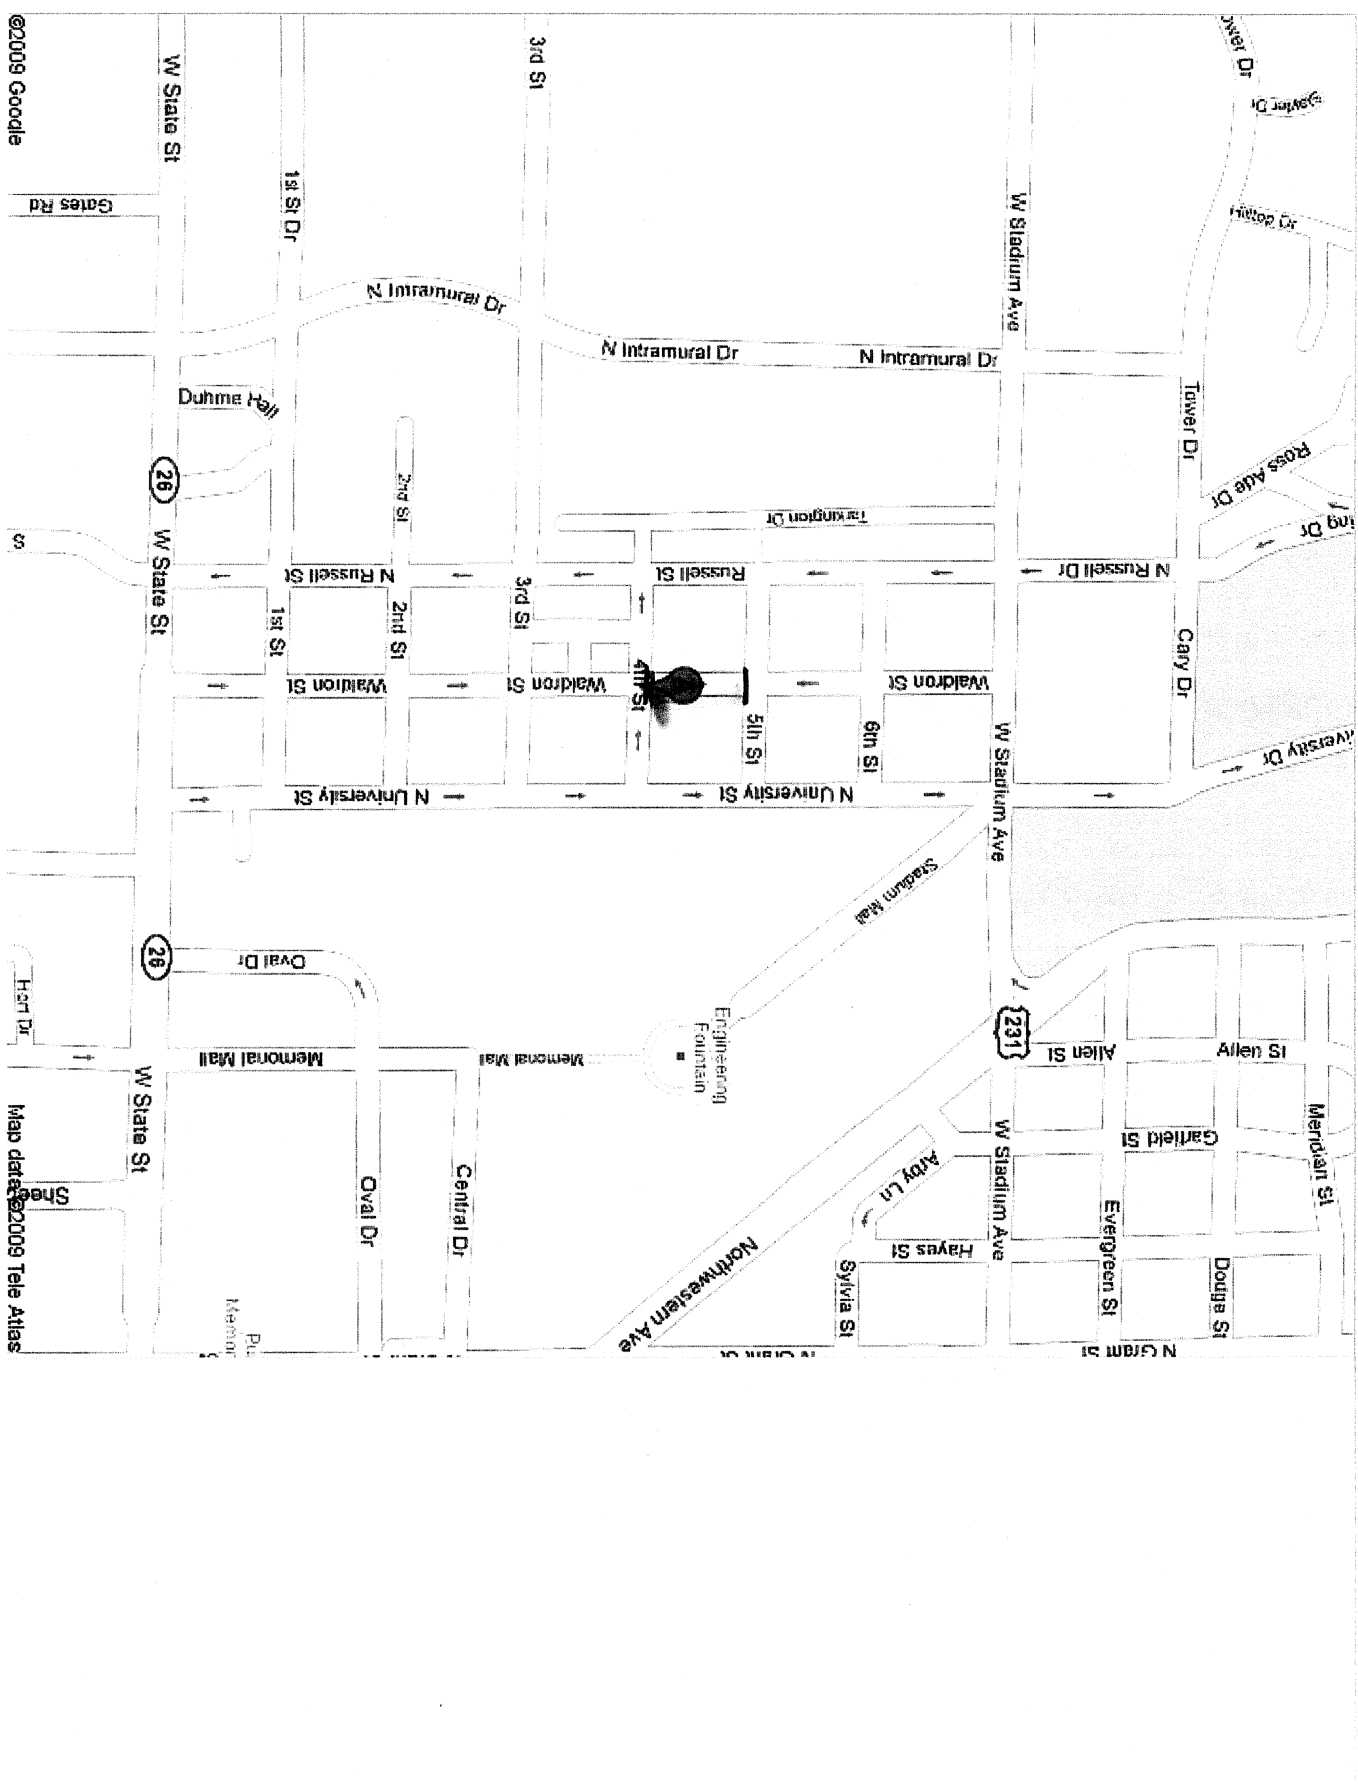 ©2009 Google
W State St
3rd St
1st St Dr
Gates Rd
W Stadium Ave
Hilltop Dr
N Intramural Dr
N Intramural Dr
N Intramural Dr
Duhme Hall
Tower Dr
Ross Ade Dr
26
2nd St
Tarkington Dr
S
W State St
N Russell St
Russell St
N Russell Dr
1st St
2nd St
3rd St
Cary Dr
4th St
Waldron St
Waldron St
Waldron St
5th St
6th St
W Stadium Ave
N University St
N University St
Stadium Mall
26
Oval Dr
Engineering
Fountain
231
Allen St
Allen St
Memorial Mall
Memorial Mall
W State St
Garfield St
Meridian St
Arby Ln
W Stadium Ave
Oval Dr
Central Dr
Northwestern Ave
Hayes St
Sylvia St
Evergreen St
Dodge St
N Grant St
N Grant St
Map data ©2009 Tele Atlas